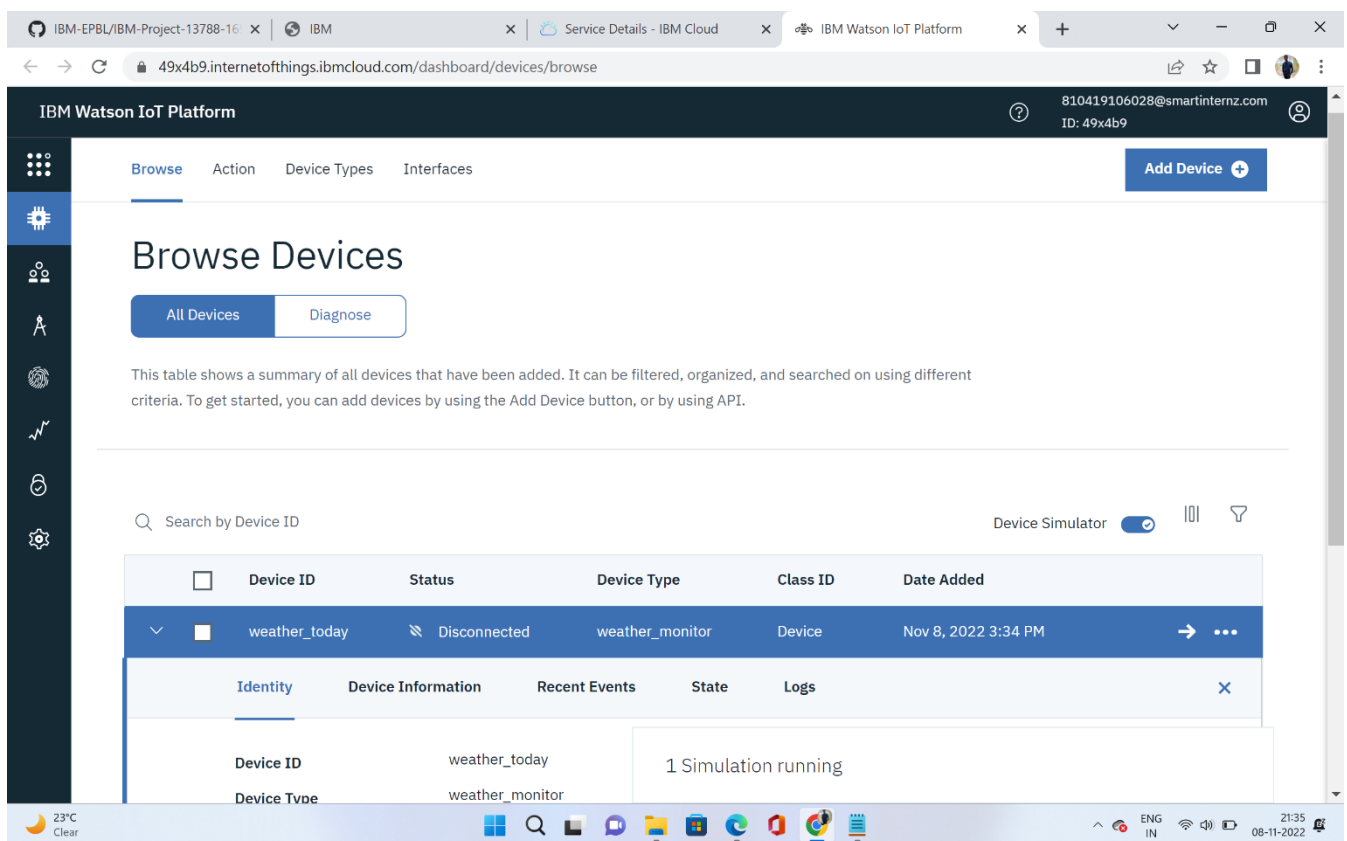 IBM-EPBL/IBM-Project-13788-16
IBM
Service Details - IBM Cloud
IBM Watson IoT Platform
49x4b9.internetofthings.ibmcloud.com/dashboard/devices/browse
IBM Watson IoT Platform
810419106028@smartinternz.com
ID: 49x4b9
Browse Action Device Types Interfaces
Add Device
Browse Devices
All Devices Diagnose
This table shows a summary of all devices that have been added. It can be filtered, organized, and searched on using different
criteria. To get started, you can add devices by using the Add Device button, or by using API.
Search by Device ID
Device Simulator
Device ID Status Device Type Class ID Date Added
weather_today Disconnected weather_monitor Device Nov 8, 2022 3:34 PM
Identity Device Information Recent Events State Logs
Device ID weather_today
1 Simulation running
Device Type weather_monitor
23°C
Clear
ENG
IN
21:35
08-11-2022